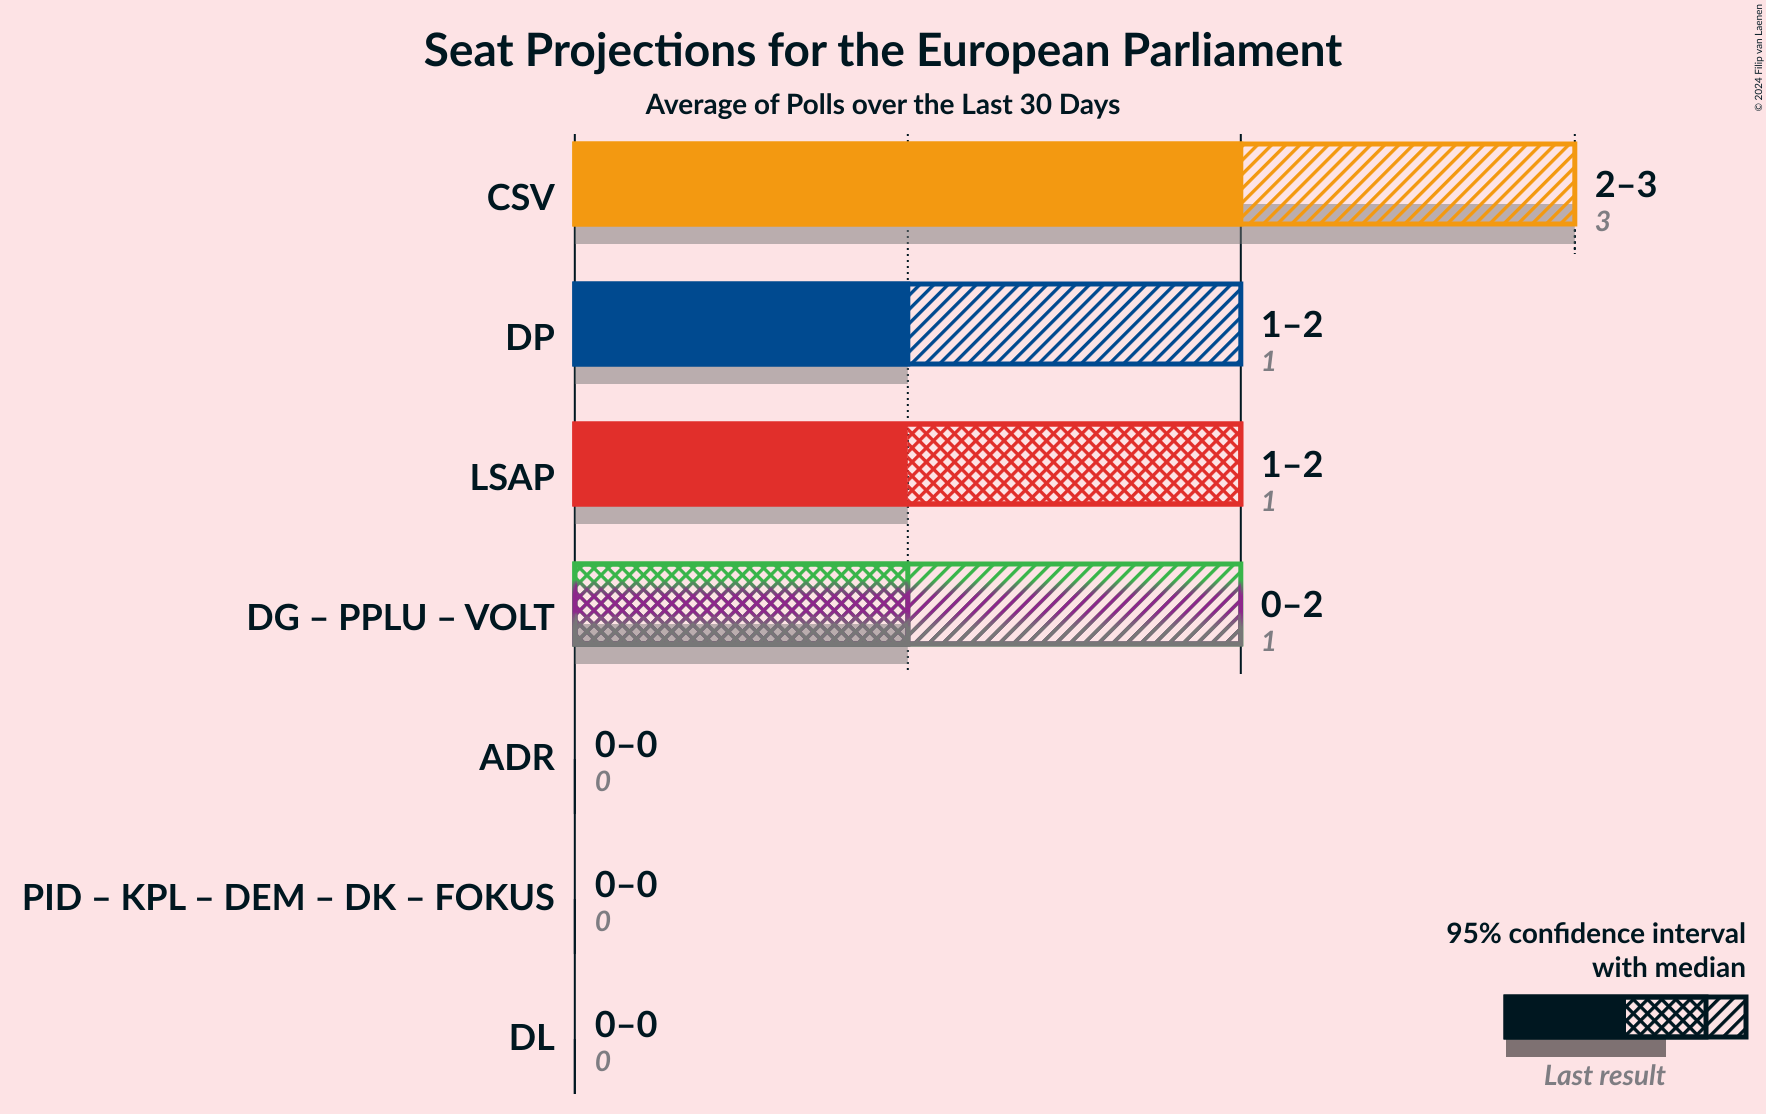 Seat Projections for the European Parliament
Average of Polls over the Last 30 Days
© 2024 Filip van Laenen
CSV
2–3
3
DP
1–2
1
LSAP
1–2
1
DG – PPLU – VOLT
0–2
1
ADR
0–0
0
PID – KPL – DEM – DK – FOKUS
0–0
0
DL
0–0
0
95% confidence interval
with median
Last result